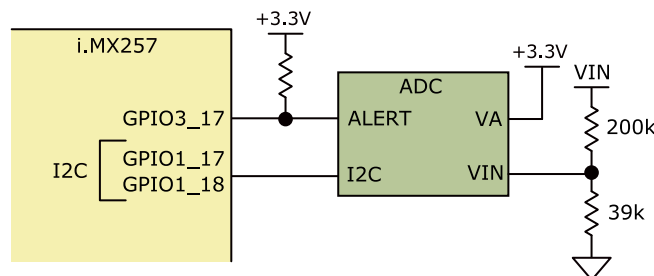 i.MX257
+3.3V
GPIO3_17
I2C
GPIO1_17
GPIO1_18
ADC
ALERT
VA
I2C
VIN
+3.3V
VIN
200k
39k